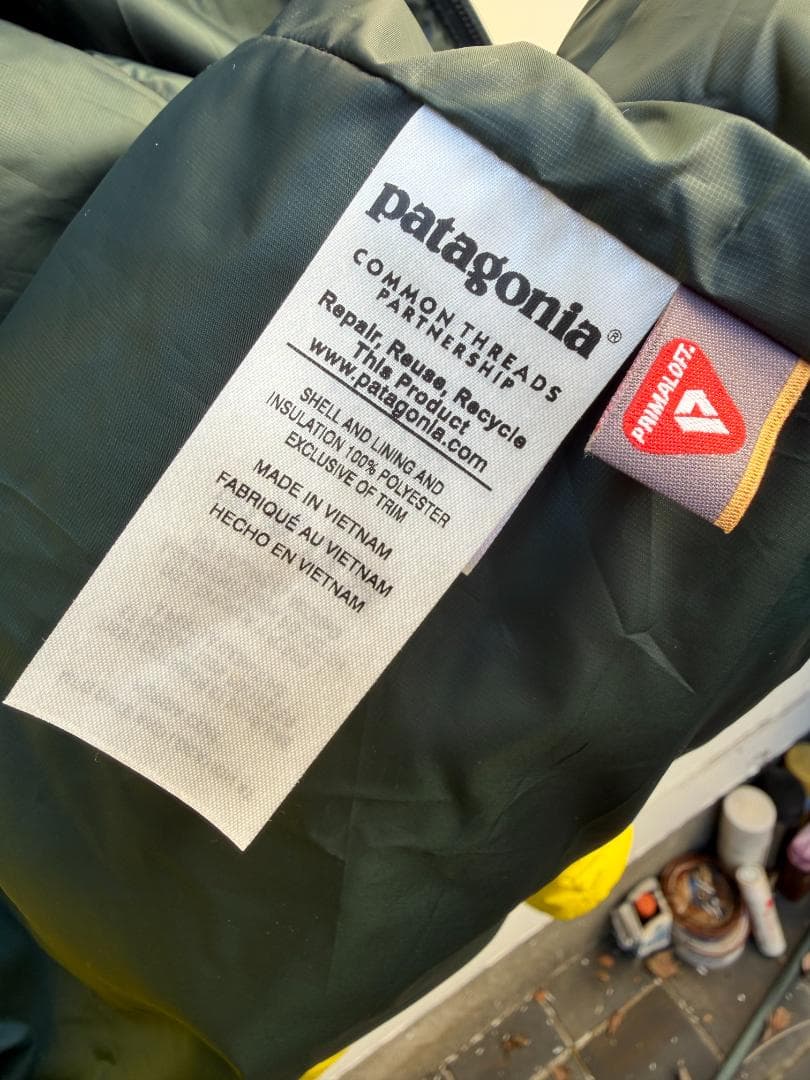 patagonia®
COMMON THREADS
PARTNERSHIP
Repair, Reuse, Recycle
This Product
www.patagonia.com
SHELL AND LINING AND
INSULATION 100% POLYESTER
EXCLUSIVE OF TRIM
MADE IN VIETNAM
FABRIQUÉ AU VIETNAM
HECHO EN VIETNAM
PRIMALOFT.